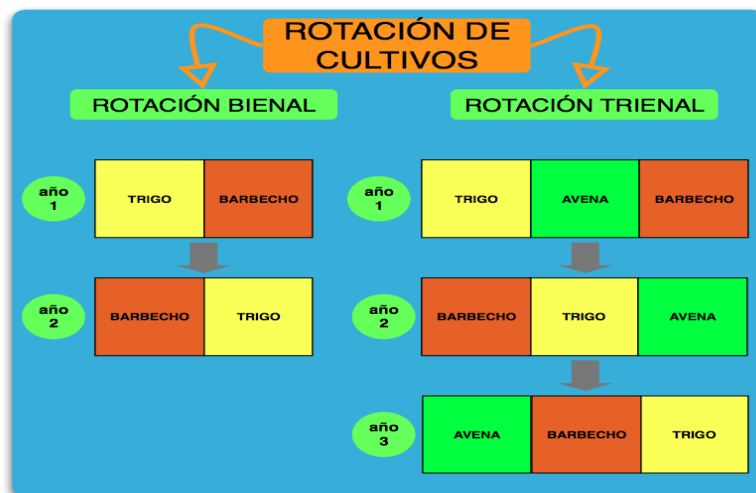 ROTACIÓN DE
CULTIVOS
ROTACIÓN BIENAL
año
1
TRIGO
BARBECHO
año
2
BARBECHO
TRIGO
ROTACIÓN TRIENAL
año
1
TRIGO
AVENA
BARBECHO
año
2
BARBECHO
TRIGO
AVENA
año
3
AVENA
BARBECHO
TRIGO